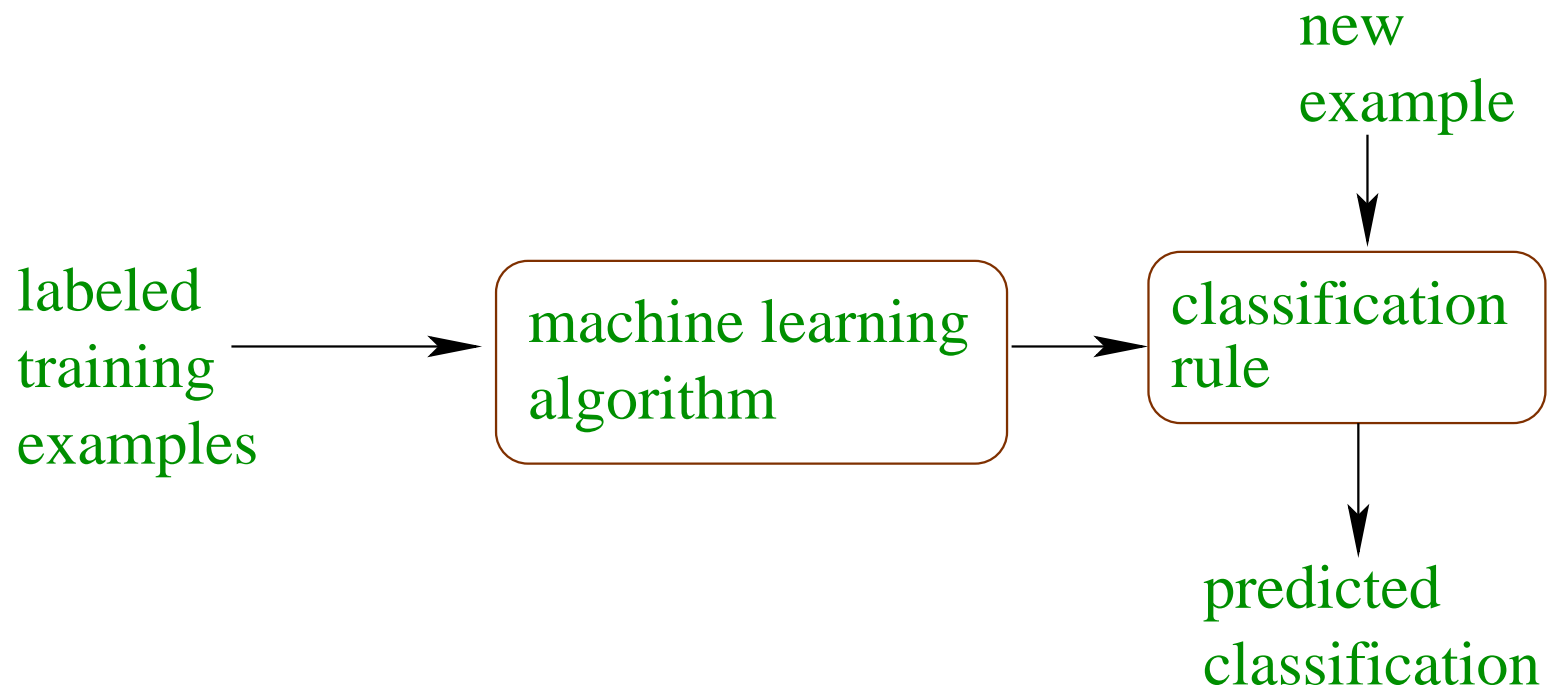 new
example
labeled
training
examples
machine learning
algorithm
classification
rule
predicted
classification